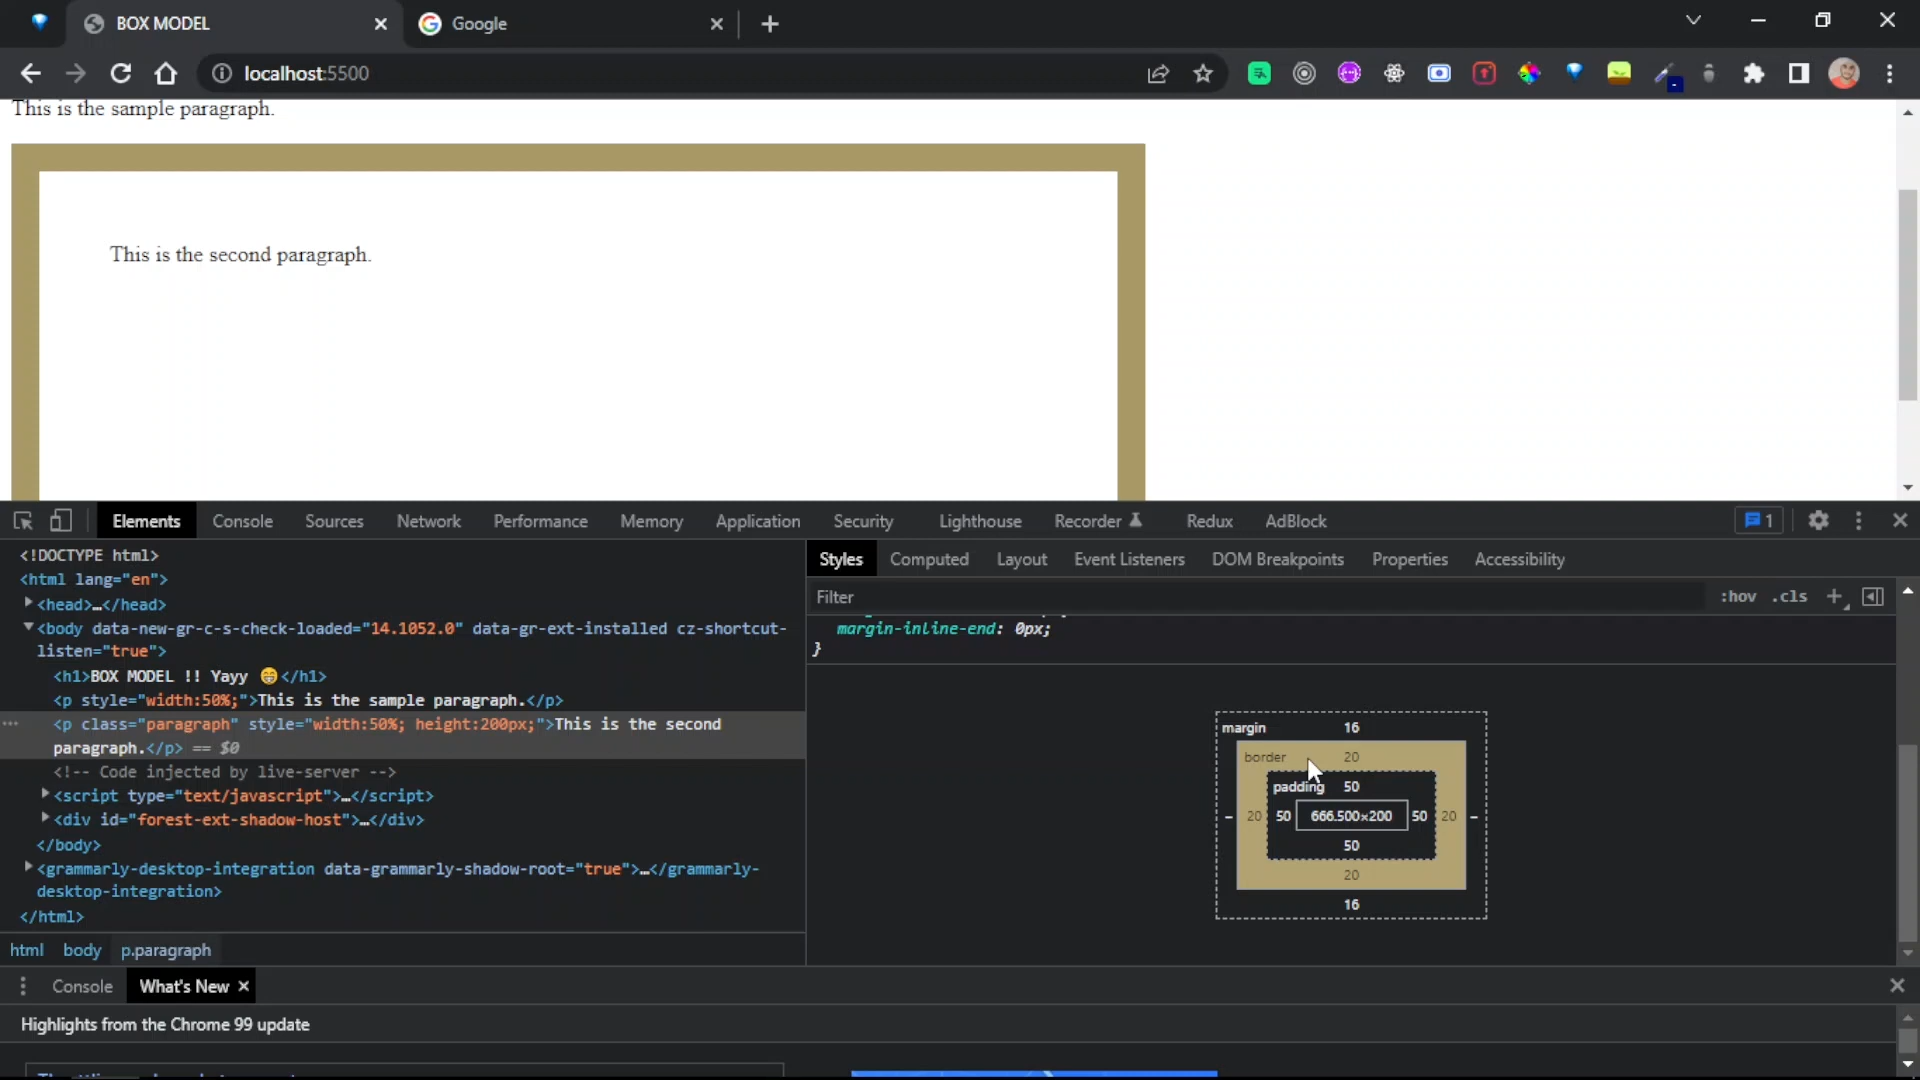 BOX MODEL
Google
localhost:5500
This is the sample paragraph.
This is the second paragraph.
Elements
Console
Sources
Network
Performance
Memory
Application
Security
Lighthouse
Recorder
Redux
AdBlock
1
<!DOCTYPE html>
<html lang="en">
<head>…</head>
<body data-new-gr-c-s-check-loaded="14.1052.0" data-gr-ext-installed cz-shortcut-
listen="true">
<h1>BOX MODEL !! Yayy 😁</h1>
<p style="width:50%;">This is the sample paragraph.</p>
<p class="paragraph" style="width:50%; height:200px;">This is the second
paragraph.</p> == $0
<!-- Code injected by live-server -->
<script type="text/javascript">…</script>
<div id="forest-ext-shadow-host">…</div>
</body>
<grammarly-desktop-integration data-grammarly-shadow-root="true">…</grammarly-
desktop-integration>
</html>
html body p.paragraph
Styles
Computed
Layout
Event Listeners
DOM Breakpoints
Properties
Accessibility
Filter
:hov .cls
margin-inline-end: 0px;
}
margin 16
border 20
padding 50
- 20 50 666.500×200 50 20 -
50
20
16
Console
What's New
Highlights from the Chrome 99 update